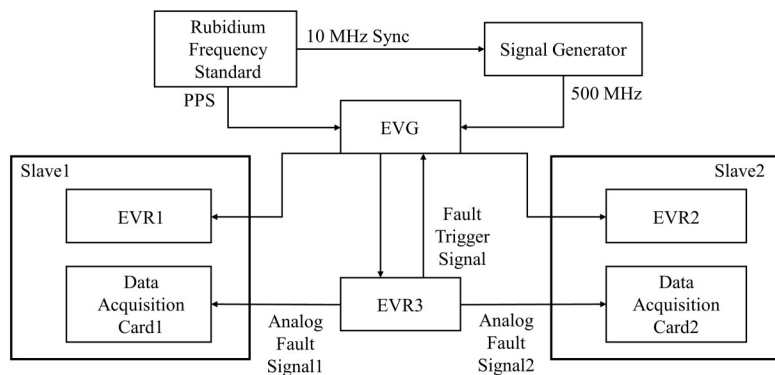 Rubidium
Frequency
Standard
10 MHz Sync
Signal Generator
PPS
500 MHz
EVG
Slave1
Slave2
EVR1
EVR2
Fault
Trigger
Signal
Data
Acquisition
Card1
EVR3
Data
Acquisition
Card2
Analog
Fault
Signal1
Analog
Fault
Signal2